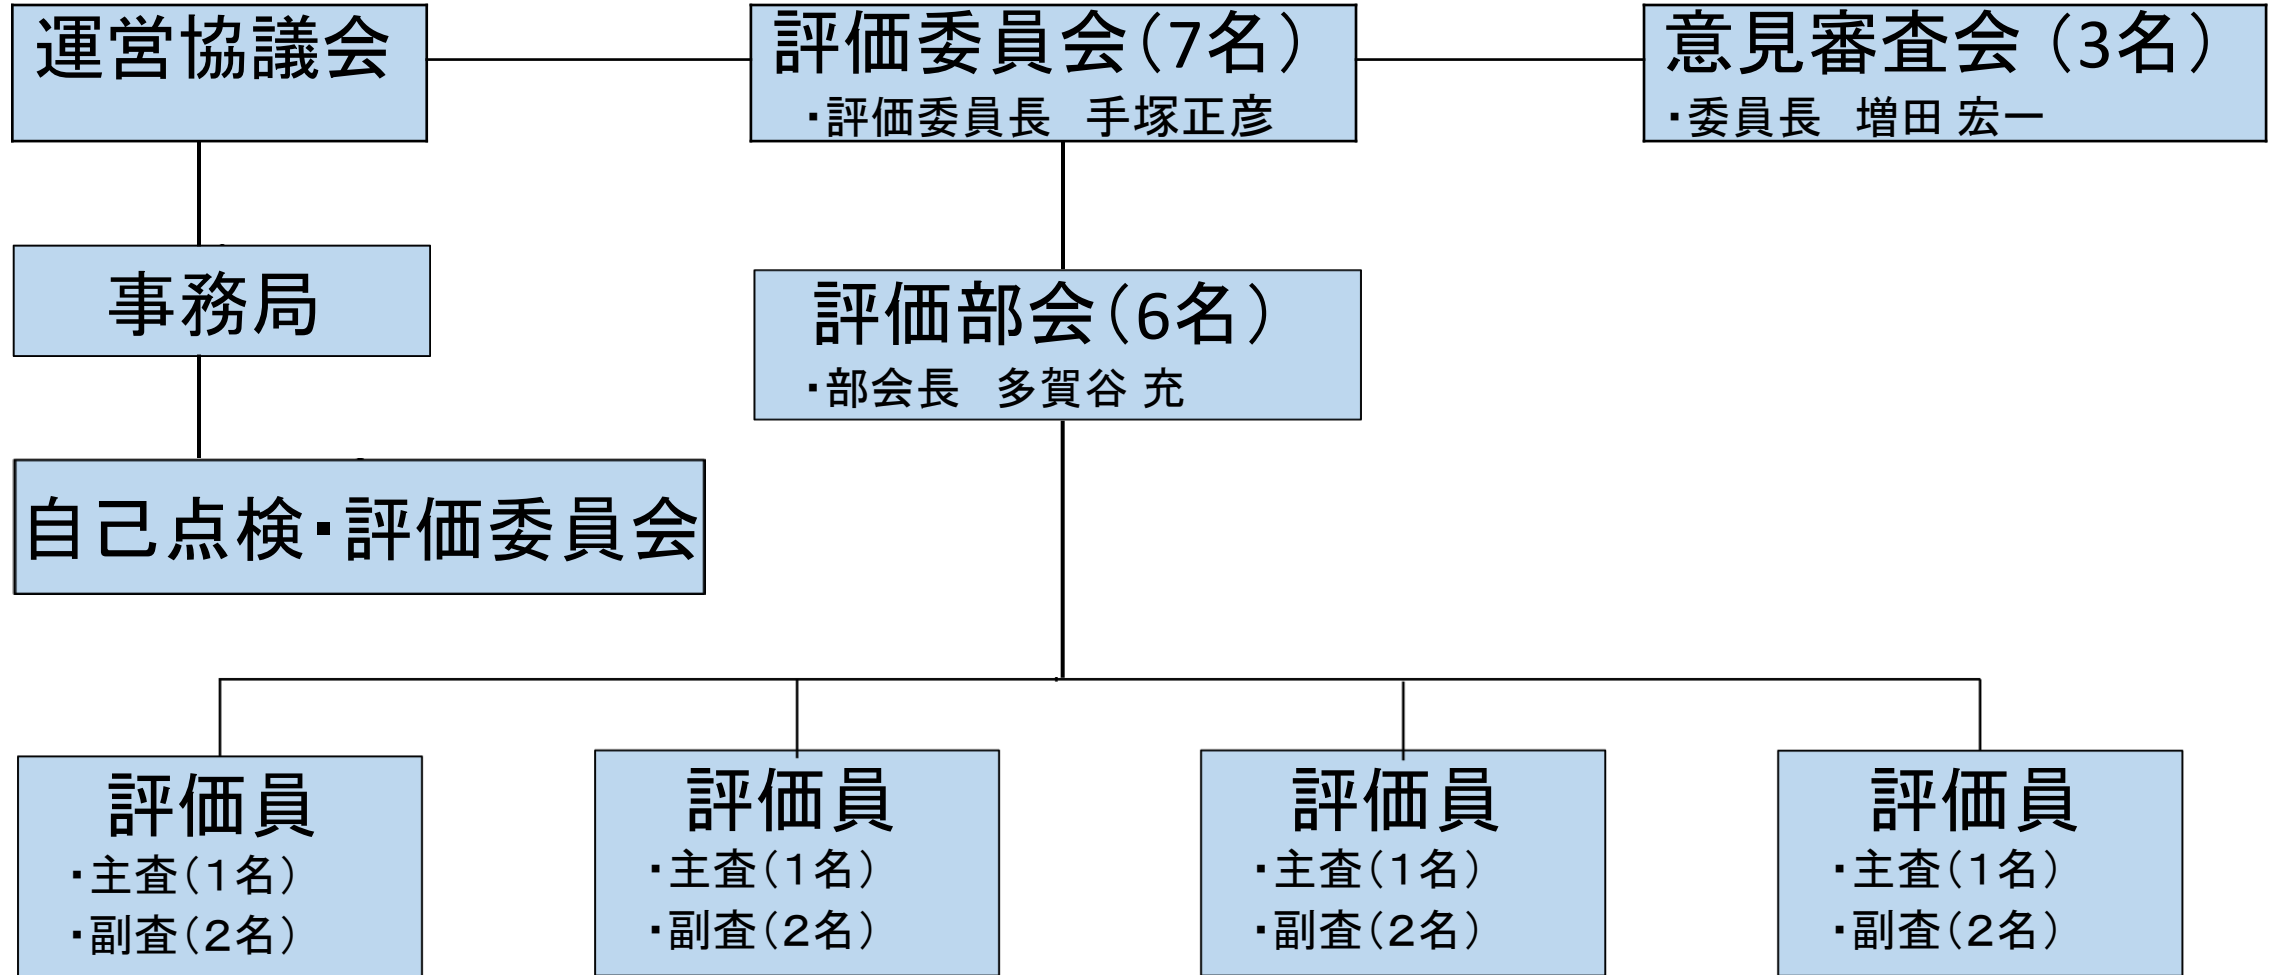 運営協議会
評価委員会(7名)
・評価委員長　手塚正彦
意見審査会 (3名)
・委員長　増田 宏一
事務局
評価部会(6名)
・部会長　多賀谷 充
自己点検・評価委員会
評価員
・主査(1名)
・副査(2名)
評価員
・主査(1名)
・副査(2名)
評価員
・主査(1名)
・副査(2名)
評価員
・主査(1名)
・副査(2名)